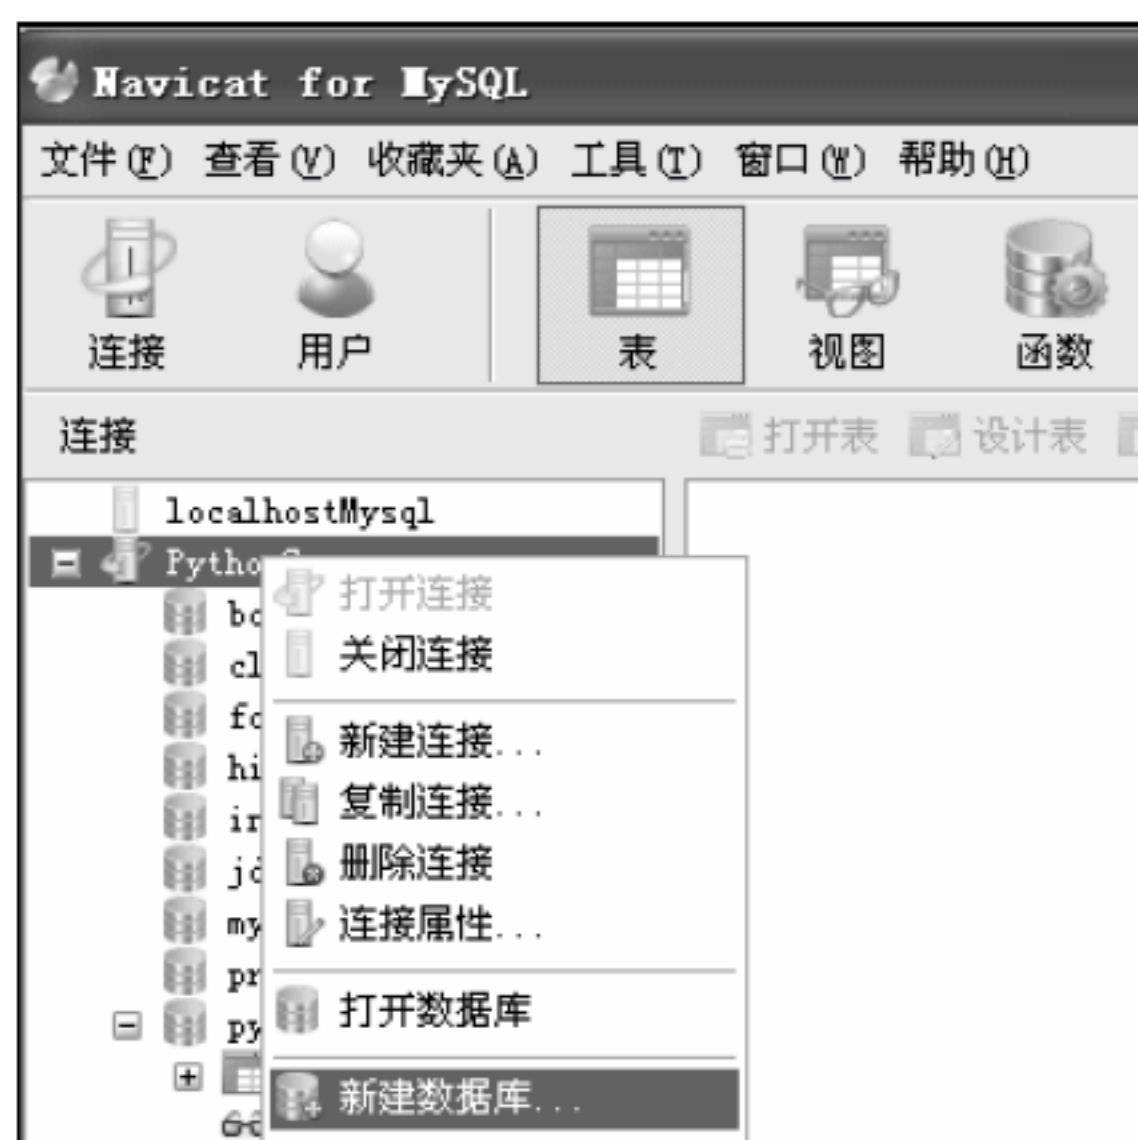 Navicat for MySQL
文件(F) 查看(V) 收藏夹(A) 工具(T) 窗口(W) 帮助(H)
连接 用户 表 视图 函数
连接 打开表 设计表
localhostMysql
打开连接
关闭连接
新建连接...
复制连接...
删除连接
连接属性...
打开数据库
新建数据库...